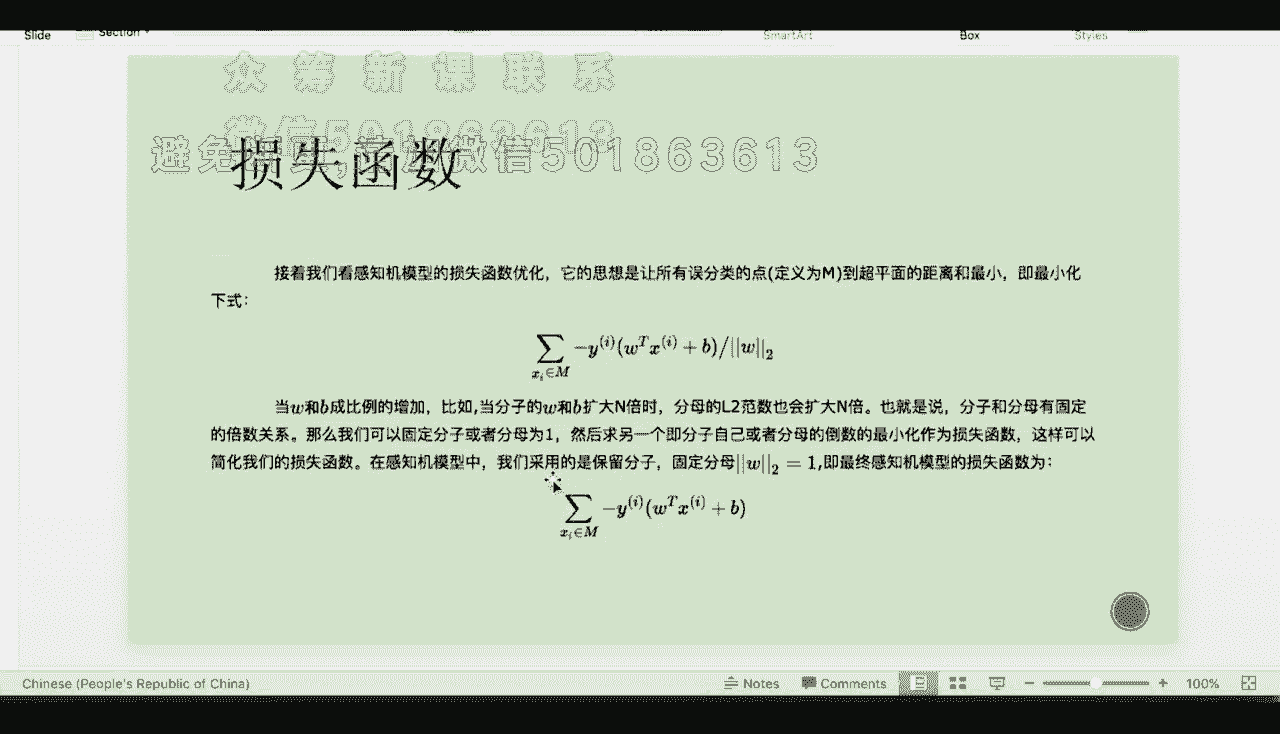 Slide
Section
SmartArt
Box
Styles
众筹新课联系
微信501863613
避免 微信501863613
损失函数
接着我们看感知机模型的损失函数优化，它的思想是让所有误分类的点(定义为M)到超平面的距离和最小，即最小化
下式：
∑_{x_i∈M} -y^{(i)}(w^T x^{(i)} + b)/||w||_2
当w和b成比例的增加，比如,当分子的w和b扩大N倍时，分母的L2范数也会扩大N倍。也就是说，分子和分母有固定
的倍数关系。那么我们可以固定分子或者分母为1，然后求另一个即分子自己或者分母的倒数的最小化作为损失函数，这样可以
简化我们的损失函数。在感知机模型中，我们采用的是保留分子，固定分母||w||_2 = 1,即最终感知机模型的损失函数为：
∑_{x_i∈M} -y^{(i)}(w^T x^{(i)} + b)
Chinese (People's Republic of China)
Notes
Comments
100%